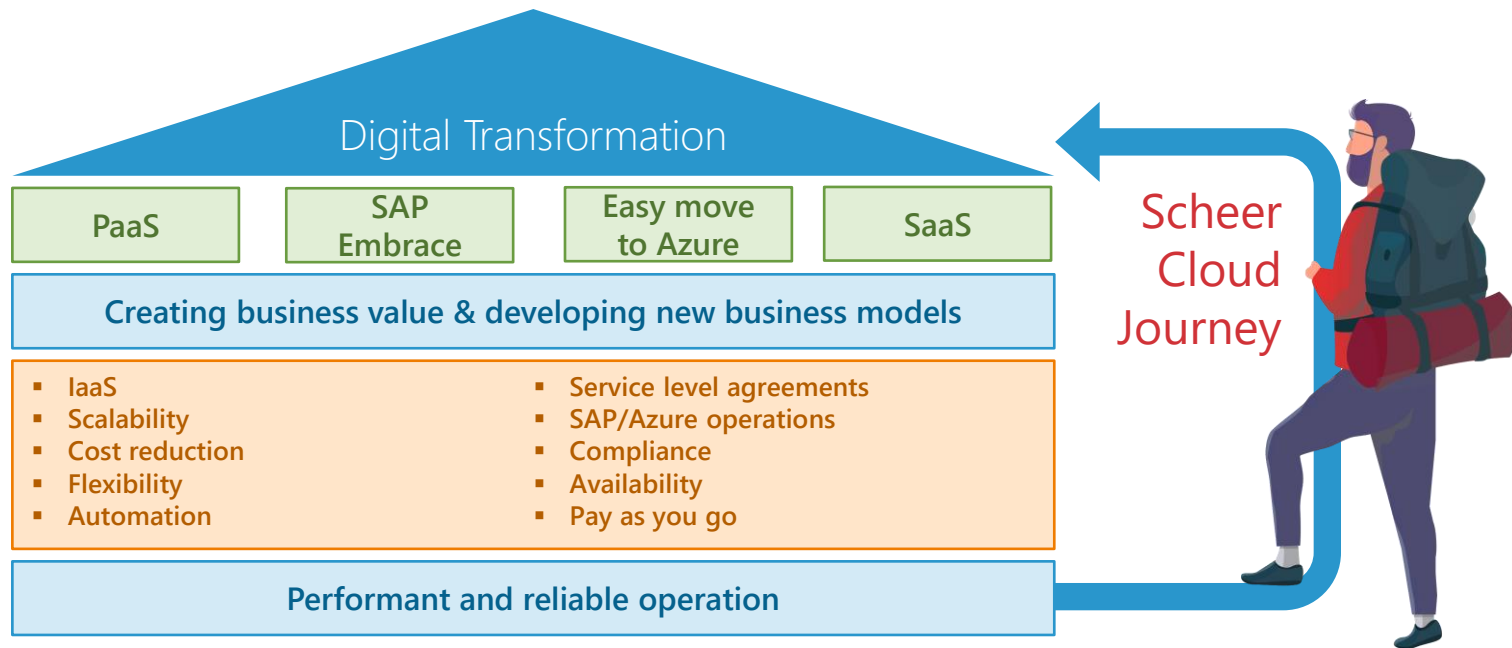 Digital Transformation
PaaS
SAP
Embrace
Easy move
to Azure
SaaS
Scheer
Cloud
Journey
Creating business value & developing new business models
▪ IaaS
▪ Scalability
▪ Cost reduction
▪ Flexibility
▪ Automation
▪ Service level agreements
▪ SAP/Azure operations
▪ Compliance
▪ Availability
▪ Pay as you go
Performant and reliable operation